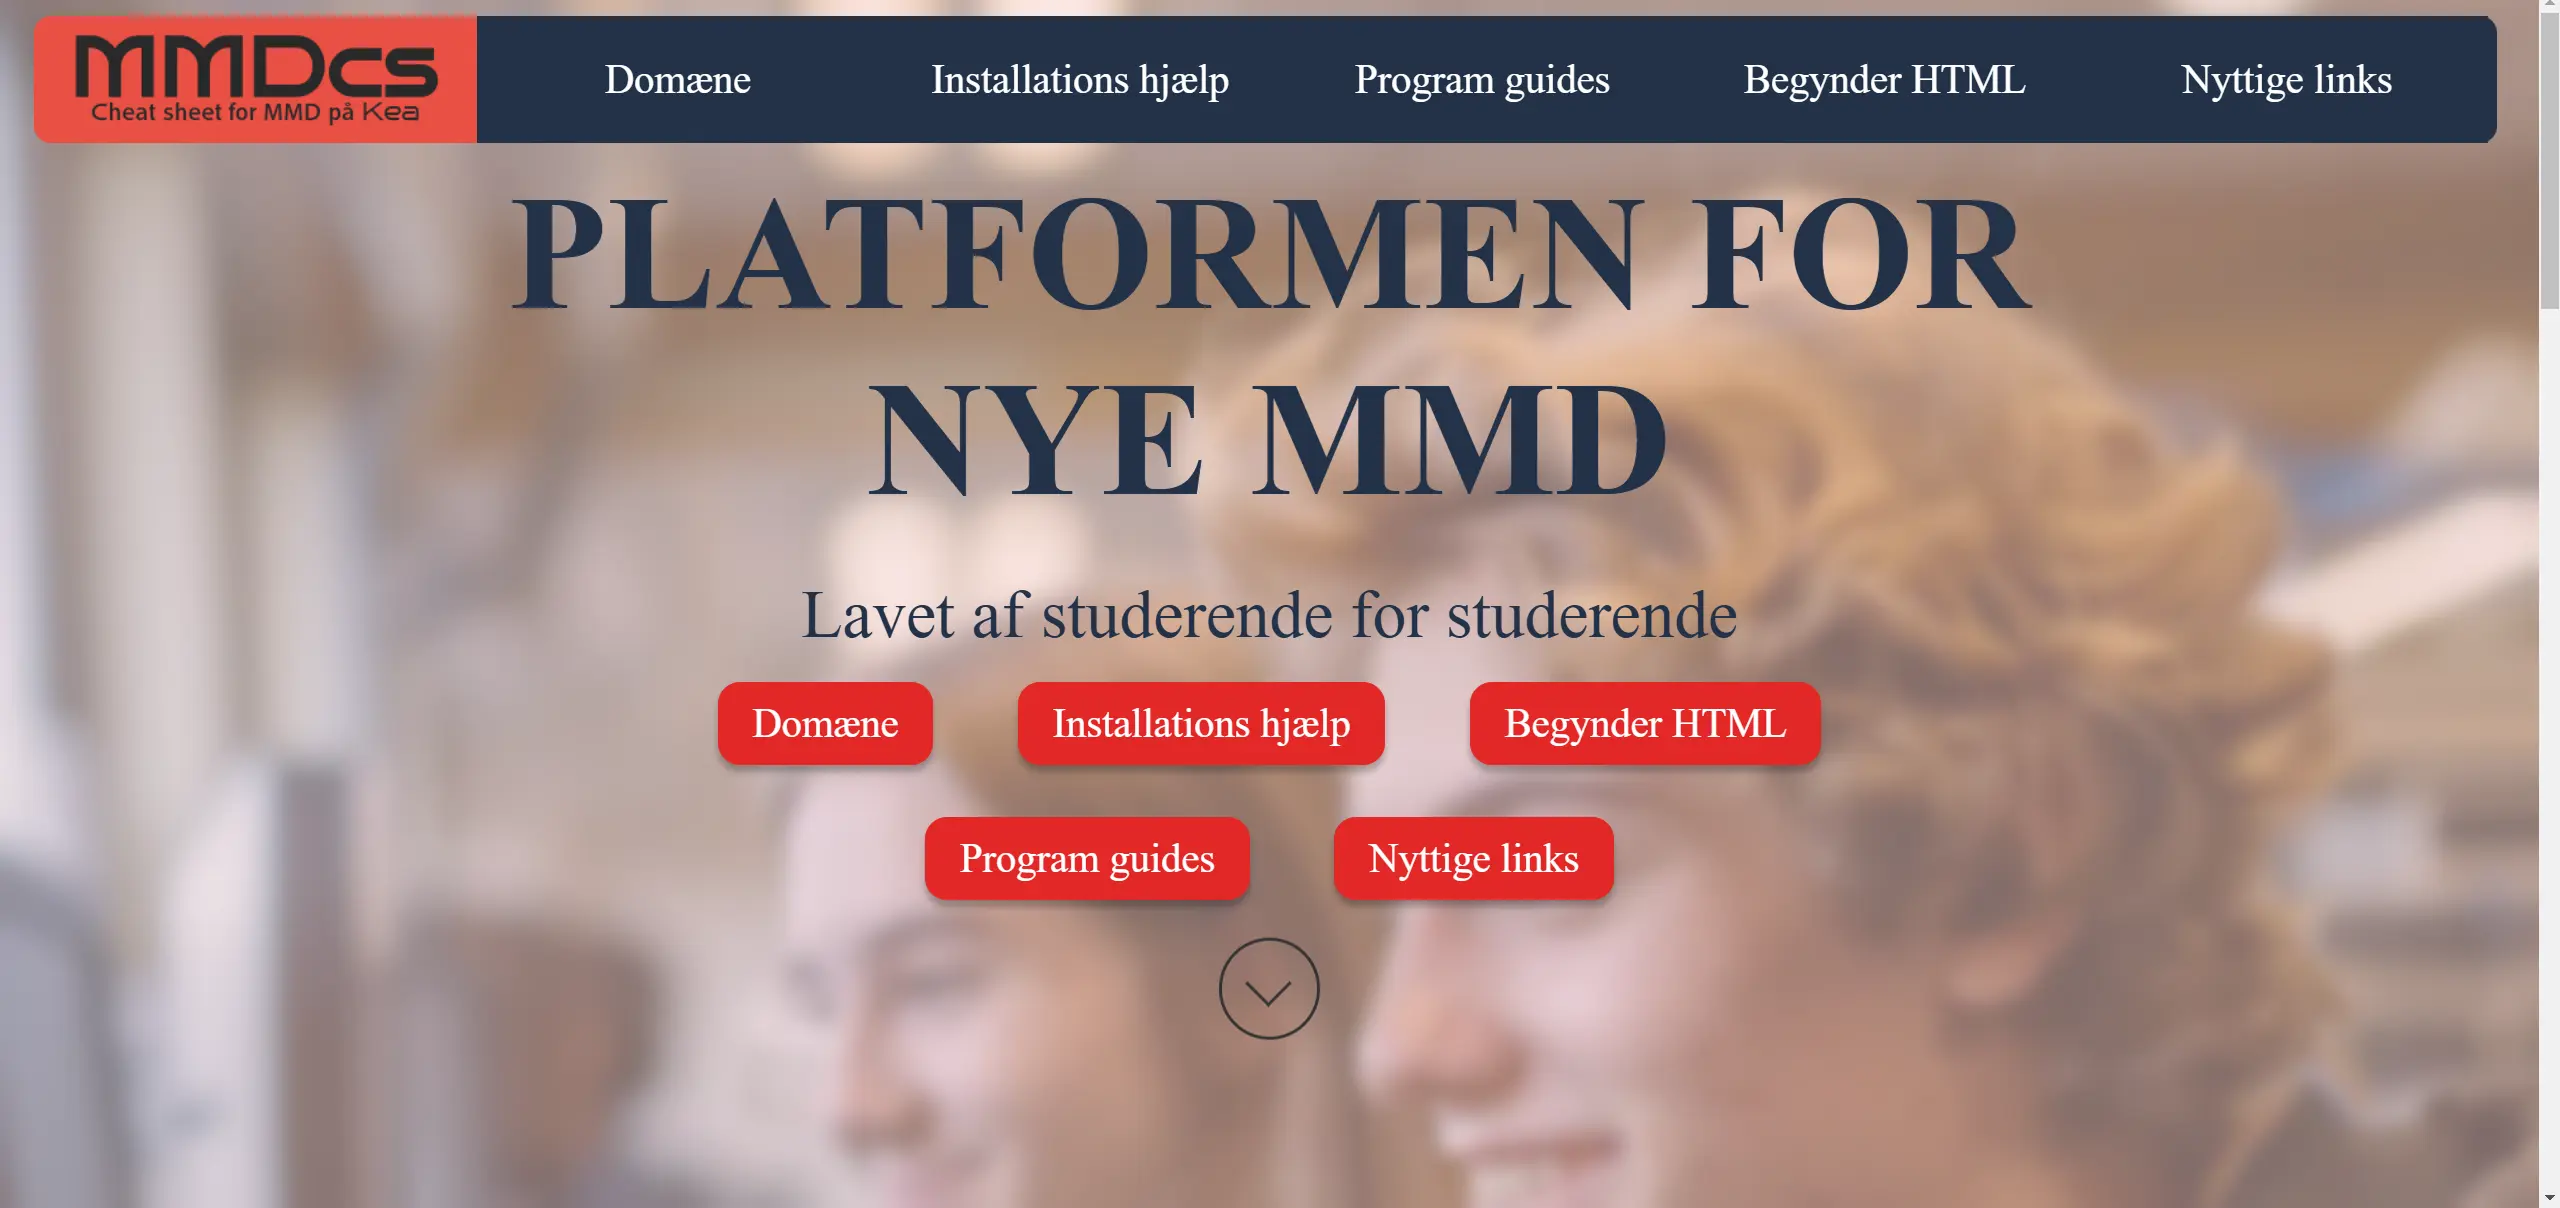 MMDcs
Cheat sheet for MMD på Kea
Domæne
Installations hjælp
Program guides
Begynder HTML
Nyttige links
PLATFORMEN FOR
NYE MMD
Lavet af studerende for studerende
Domæne
Installations hjælp
Begynder HTML
Program guides
Nyttige links